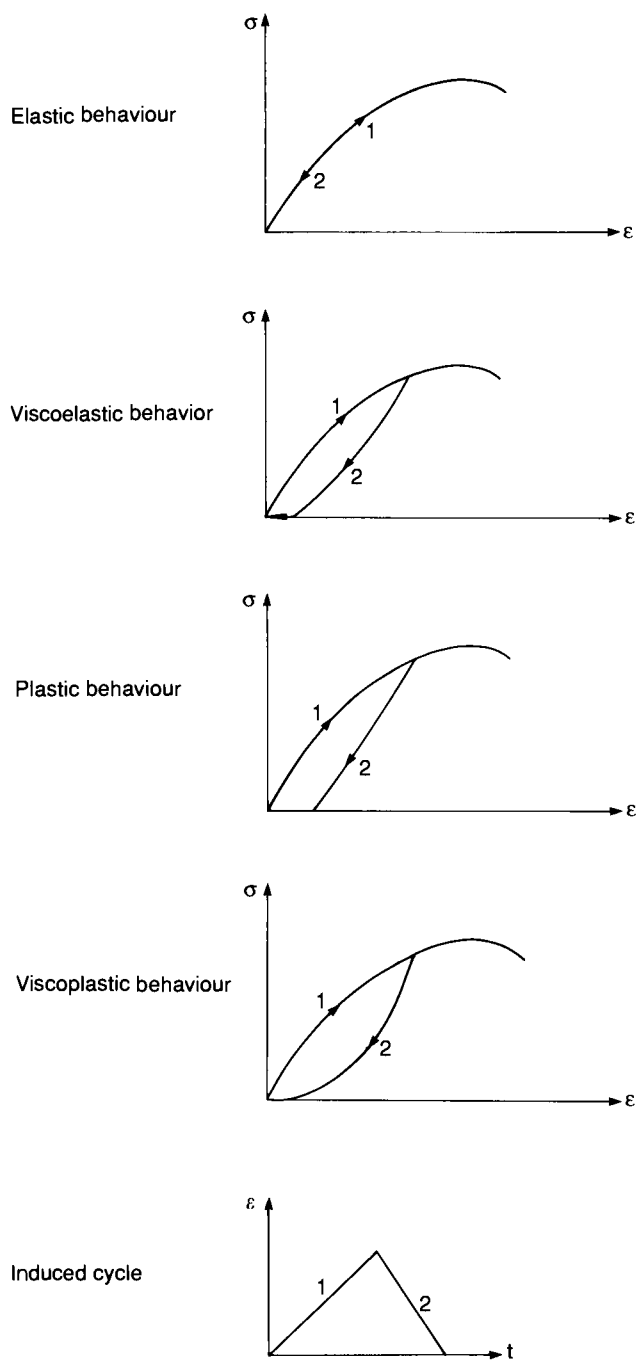 σ
Elastic behaviour
1
2
ε
σ
Viscoelastic behavior
1
2
ε
σ
Plastic behaviour
1
2
ε
σ
Viscoplastic behaviour
1
2
ε
ε
Induced cycle
1
2
t